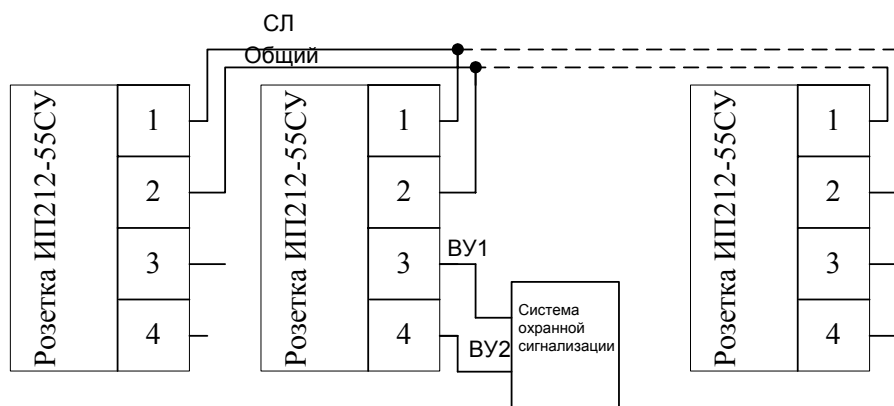 СЛ
Общий
Розетка ИП212-55СУ
1
2
3
4
Розетка ИП212-55СУ
1
2
3
4
ВУ1
ВУ2
Система
охранной
сигнализации
Розетка ИП212-55СУ
1
2
3
4